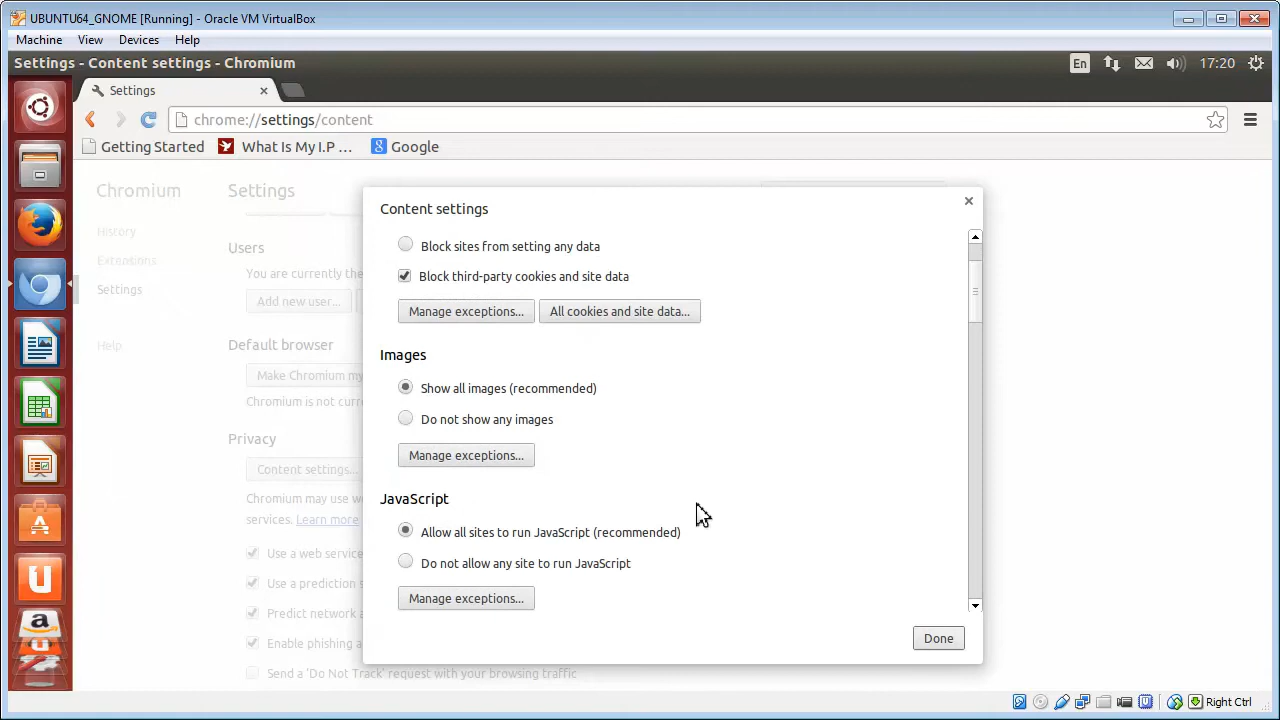 UBUNTU64_GNOME [Running] - Oracle VM VirtualBox
Machine View Devices Help
Settings - Content settings - Chromium
En
17:20
Settings
chrome://settings/content
Getting Started
What Is My I.P ...
Google
Chromium
History
Extensions
Settings
Help
Settings
Users
You are currently the
Add new user...
Default browser
Make Chromium my
Chromium is not curr
Privacy
Content settings...
Chromium may use we
services. Learn more
Use a web service
Use a prediction s
Predict network a
Enable phishing a
Send a 'Do Not Track' request with your browsing traffic
Content settings
Block sites from setting any data
Block third-party cookies and site data
Manage exceptions... All cookies and site data...
Images
Show all images (recommended)
Do not show any images
Manage exceptions...
JavaScript
Allow all sites to run JavaScript (recommended)
Do not allow any site to run JavaScript
Manage exceptions...
Done
Right Ctrl